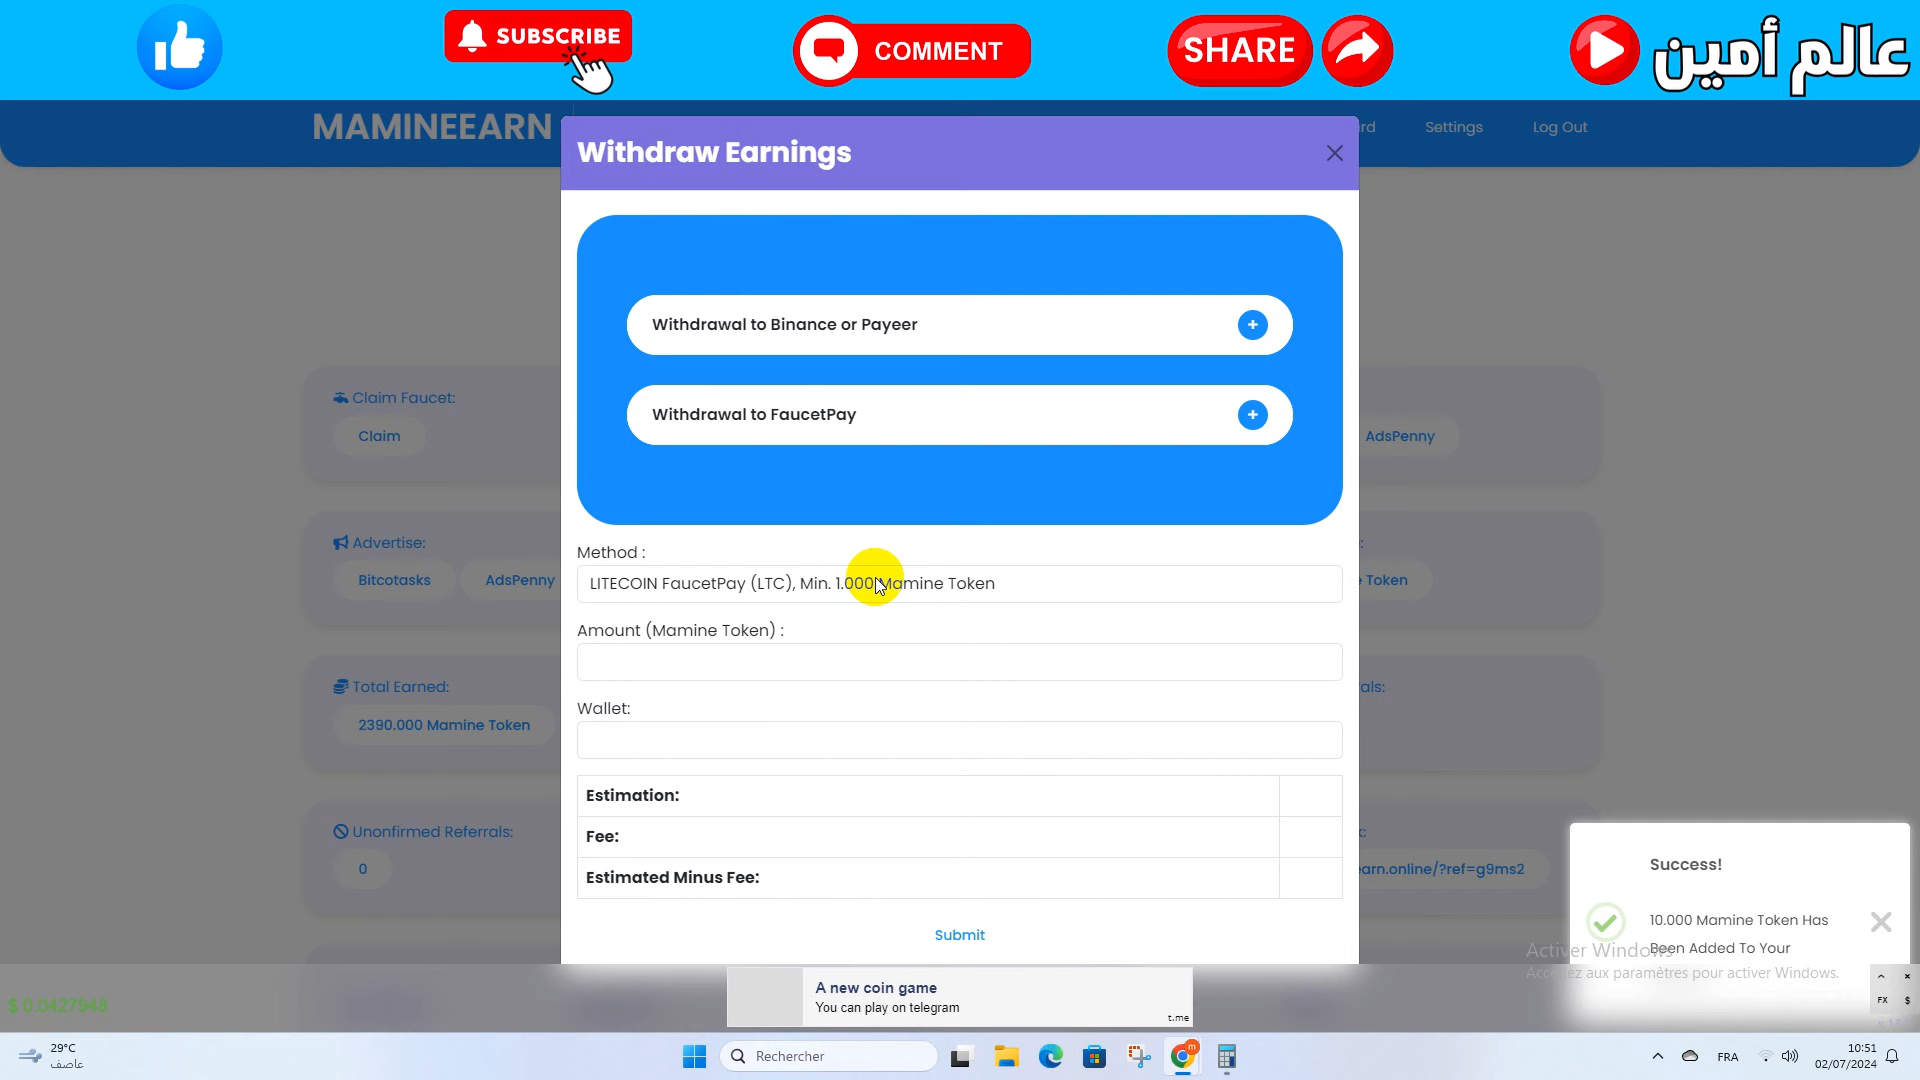 SUBSCRIBE
COMMENT
SHARE
عالم أمين
MAMINEEARN
rd
Settings
Log Out
Withdraw Earnings
Withdrawal to Binance or Payeer
Withdrawal to FaucetPay
Claim Faucet:
Claim
AdsPenny
Advertise:
Bitcotasks
AdsPenny
Token
Method :
LITECOIN FaucetPay (LTC), Min. 1.000 Mamine Token
Amount (Mamine Token) :
Wallet:
Total Earned:
2390.000 Mamine Token
als:
Estimation:
Fee:
Estimated Minus Fee:
Unonfirmed Referrals:
0
earn.online/?ref=g9ms2
Submit
Success!
10.000 Mamine Token Has
Been Added To Your
Activer Windows
Accédez aux paramètres pour activer Windows.
$ 0.0427948
A new coin game
You can play on telegram
t.me
FX
$
29°C
عاصف
Rechercher
FRA
10:51
02/07/2024